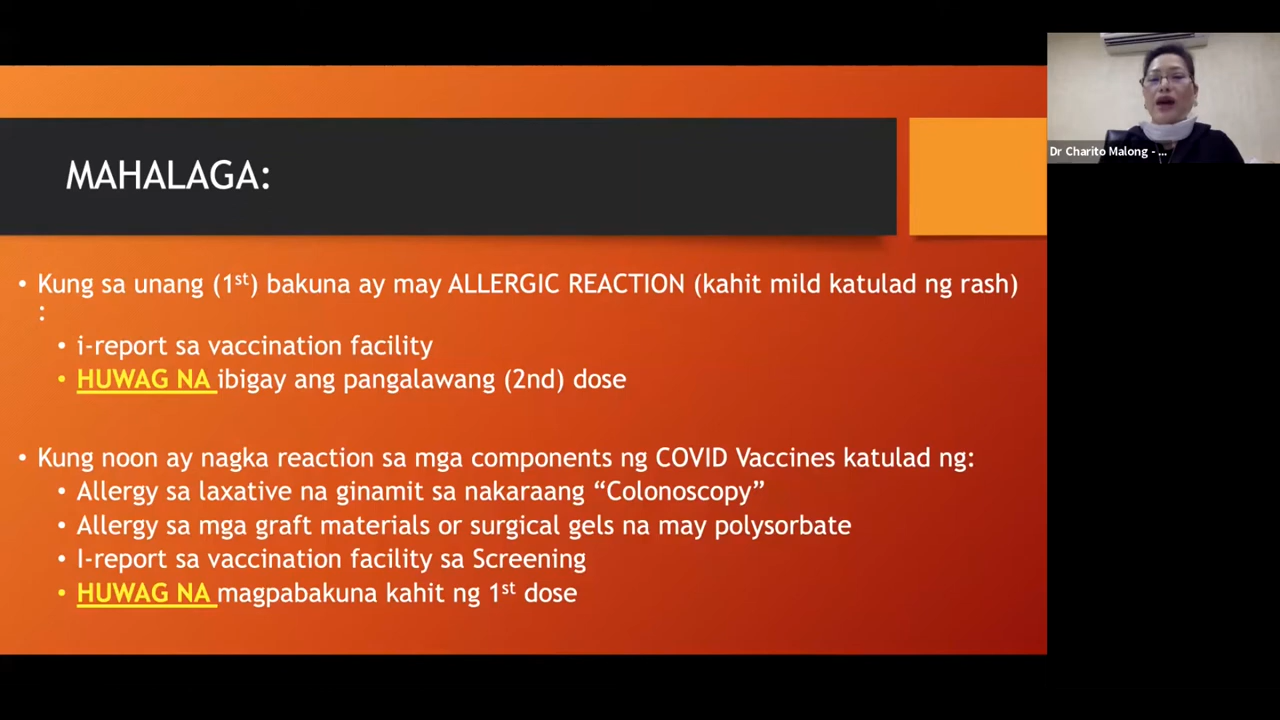 MAHALAGA:
• Kung sa unang (1st) bakuna ay may ALLERGIC REACTION (kahit mild katulad ng rash)
:
• i-report sa vaccination facility
• HUWAG NA ibigay ang pangalawang (2nd) dose
• Kung noon ay nagka reaction sa mga components ng COVID Vaccines katulad ng:
• Allergy sa laxative na ginamit sa nakaraang “Colonoscopy”
• Allergy sa mga graft materials or surgical gels na may polysorbate
• I-report sa vaccination facility sa Screening
• HUWAG NA magpabakuna kahit ng 1st dose
Dr Charito Malong - ...